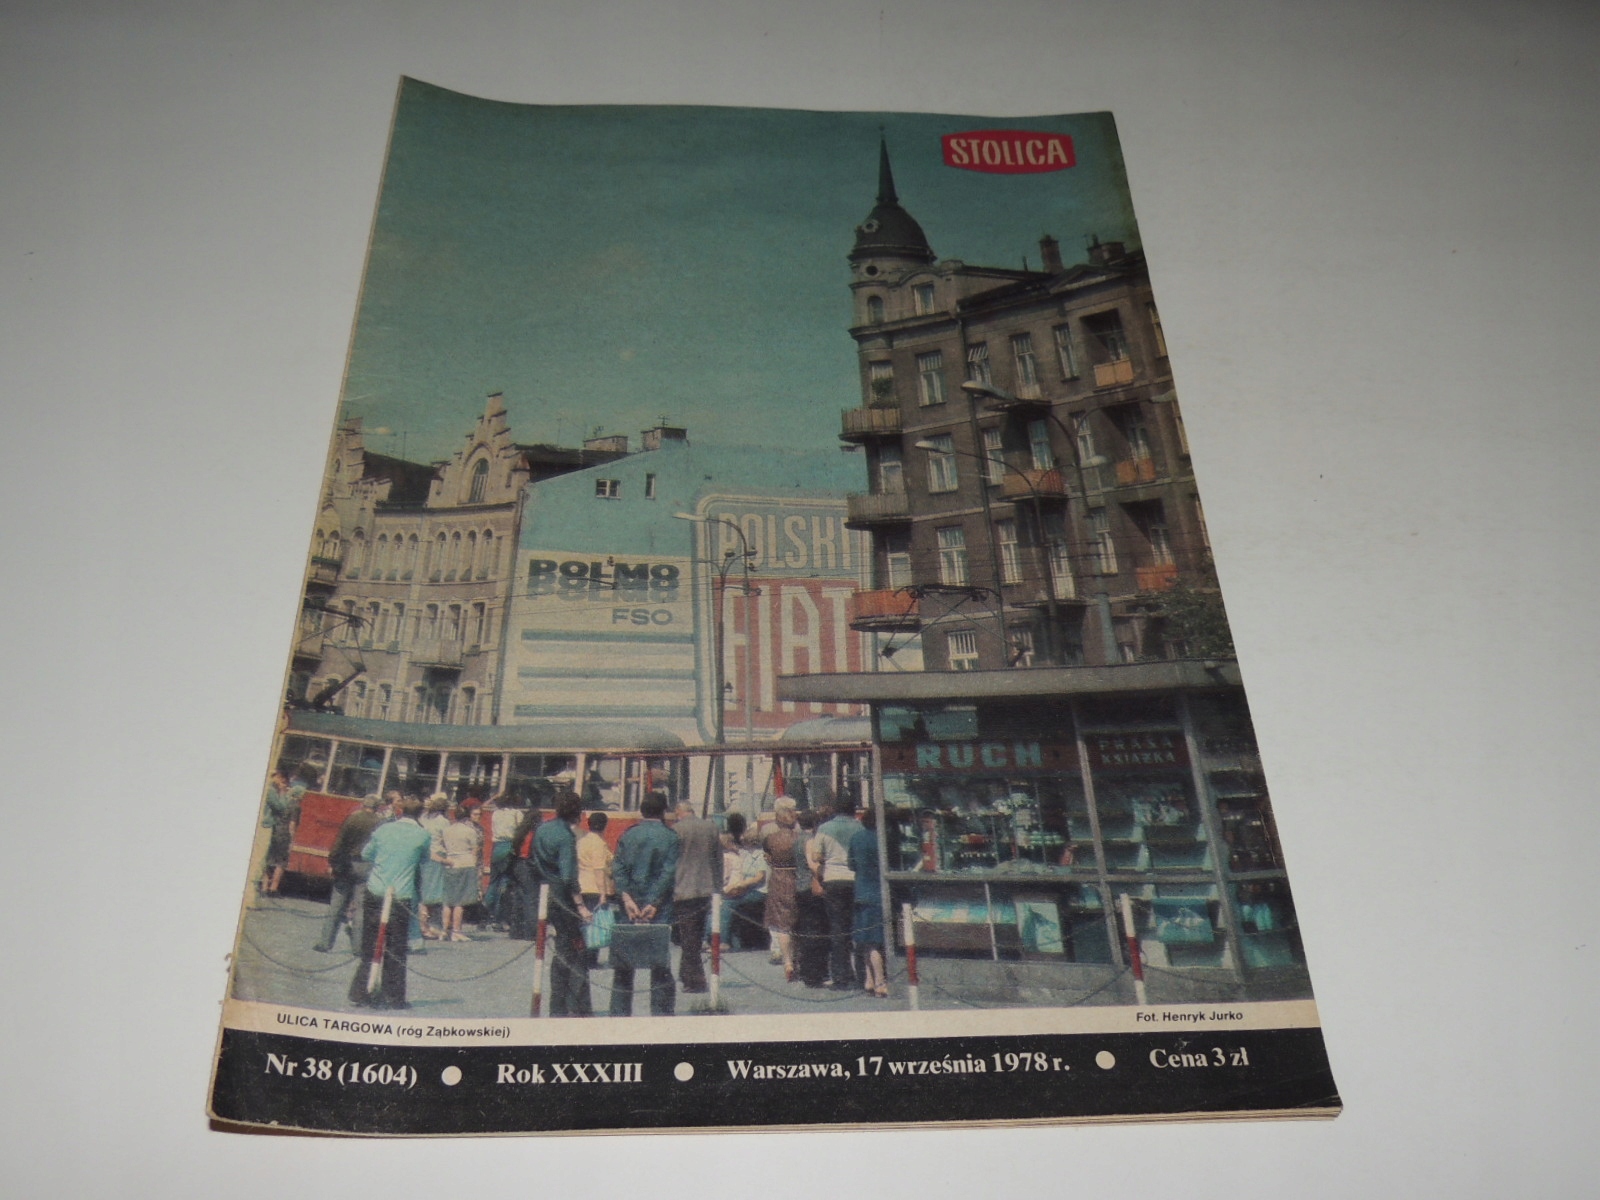 STOLICA
POLSKI
FIAT
POLMO
POLMO
FSO
RUCH
PRASA
KSIĄŻKA
ULICA TARGOWA (róg Ząbkowskiej)
Fot. Henryk Jurko
Nr 38 (1604) ● Rok XXXIII ● Warszawa, 17 września 1978 r. ● Cena 3 zł